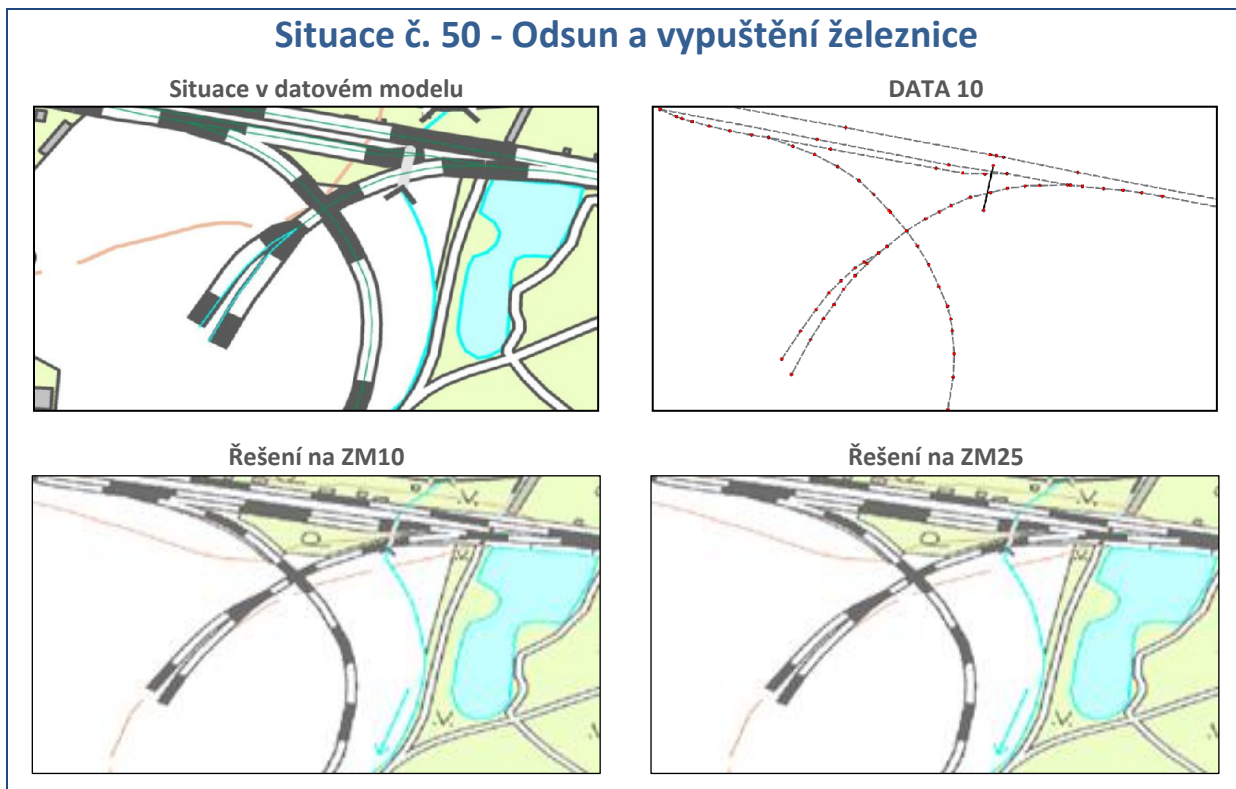 Situace č. 50 - Odsun a vypuštění železnice
Situace v datovém modelu
DATA 10
Řešení na ZM10
Řešení na ZM25